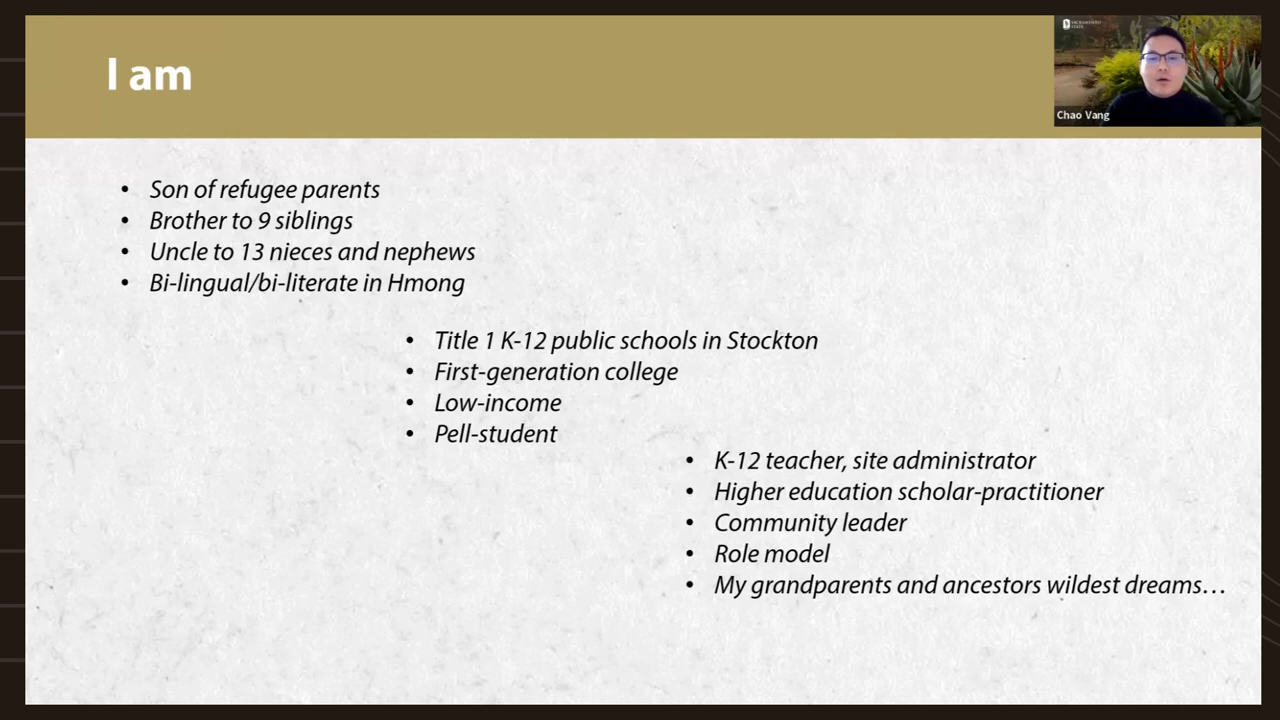 I am
SACRAMENTO
STATE
Chao Vang
• Son of refugee parents
• Brother to 9 siblings
• Uncle to 13 nieces and nephews
• Bi-lingual/bi-literate in Hmong
• Title 1 K-12 public schools in Stockton
• First-generation college
• Low-income
• Pell-student
• K-12 teacher, site administrator
• Higher education scholar-practitioner
• Community leader
• Role model
• My grandparents and ancestors wildest dreams…